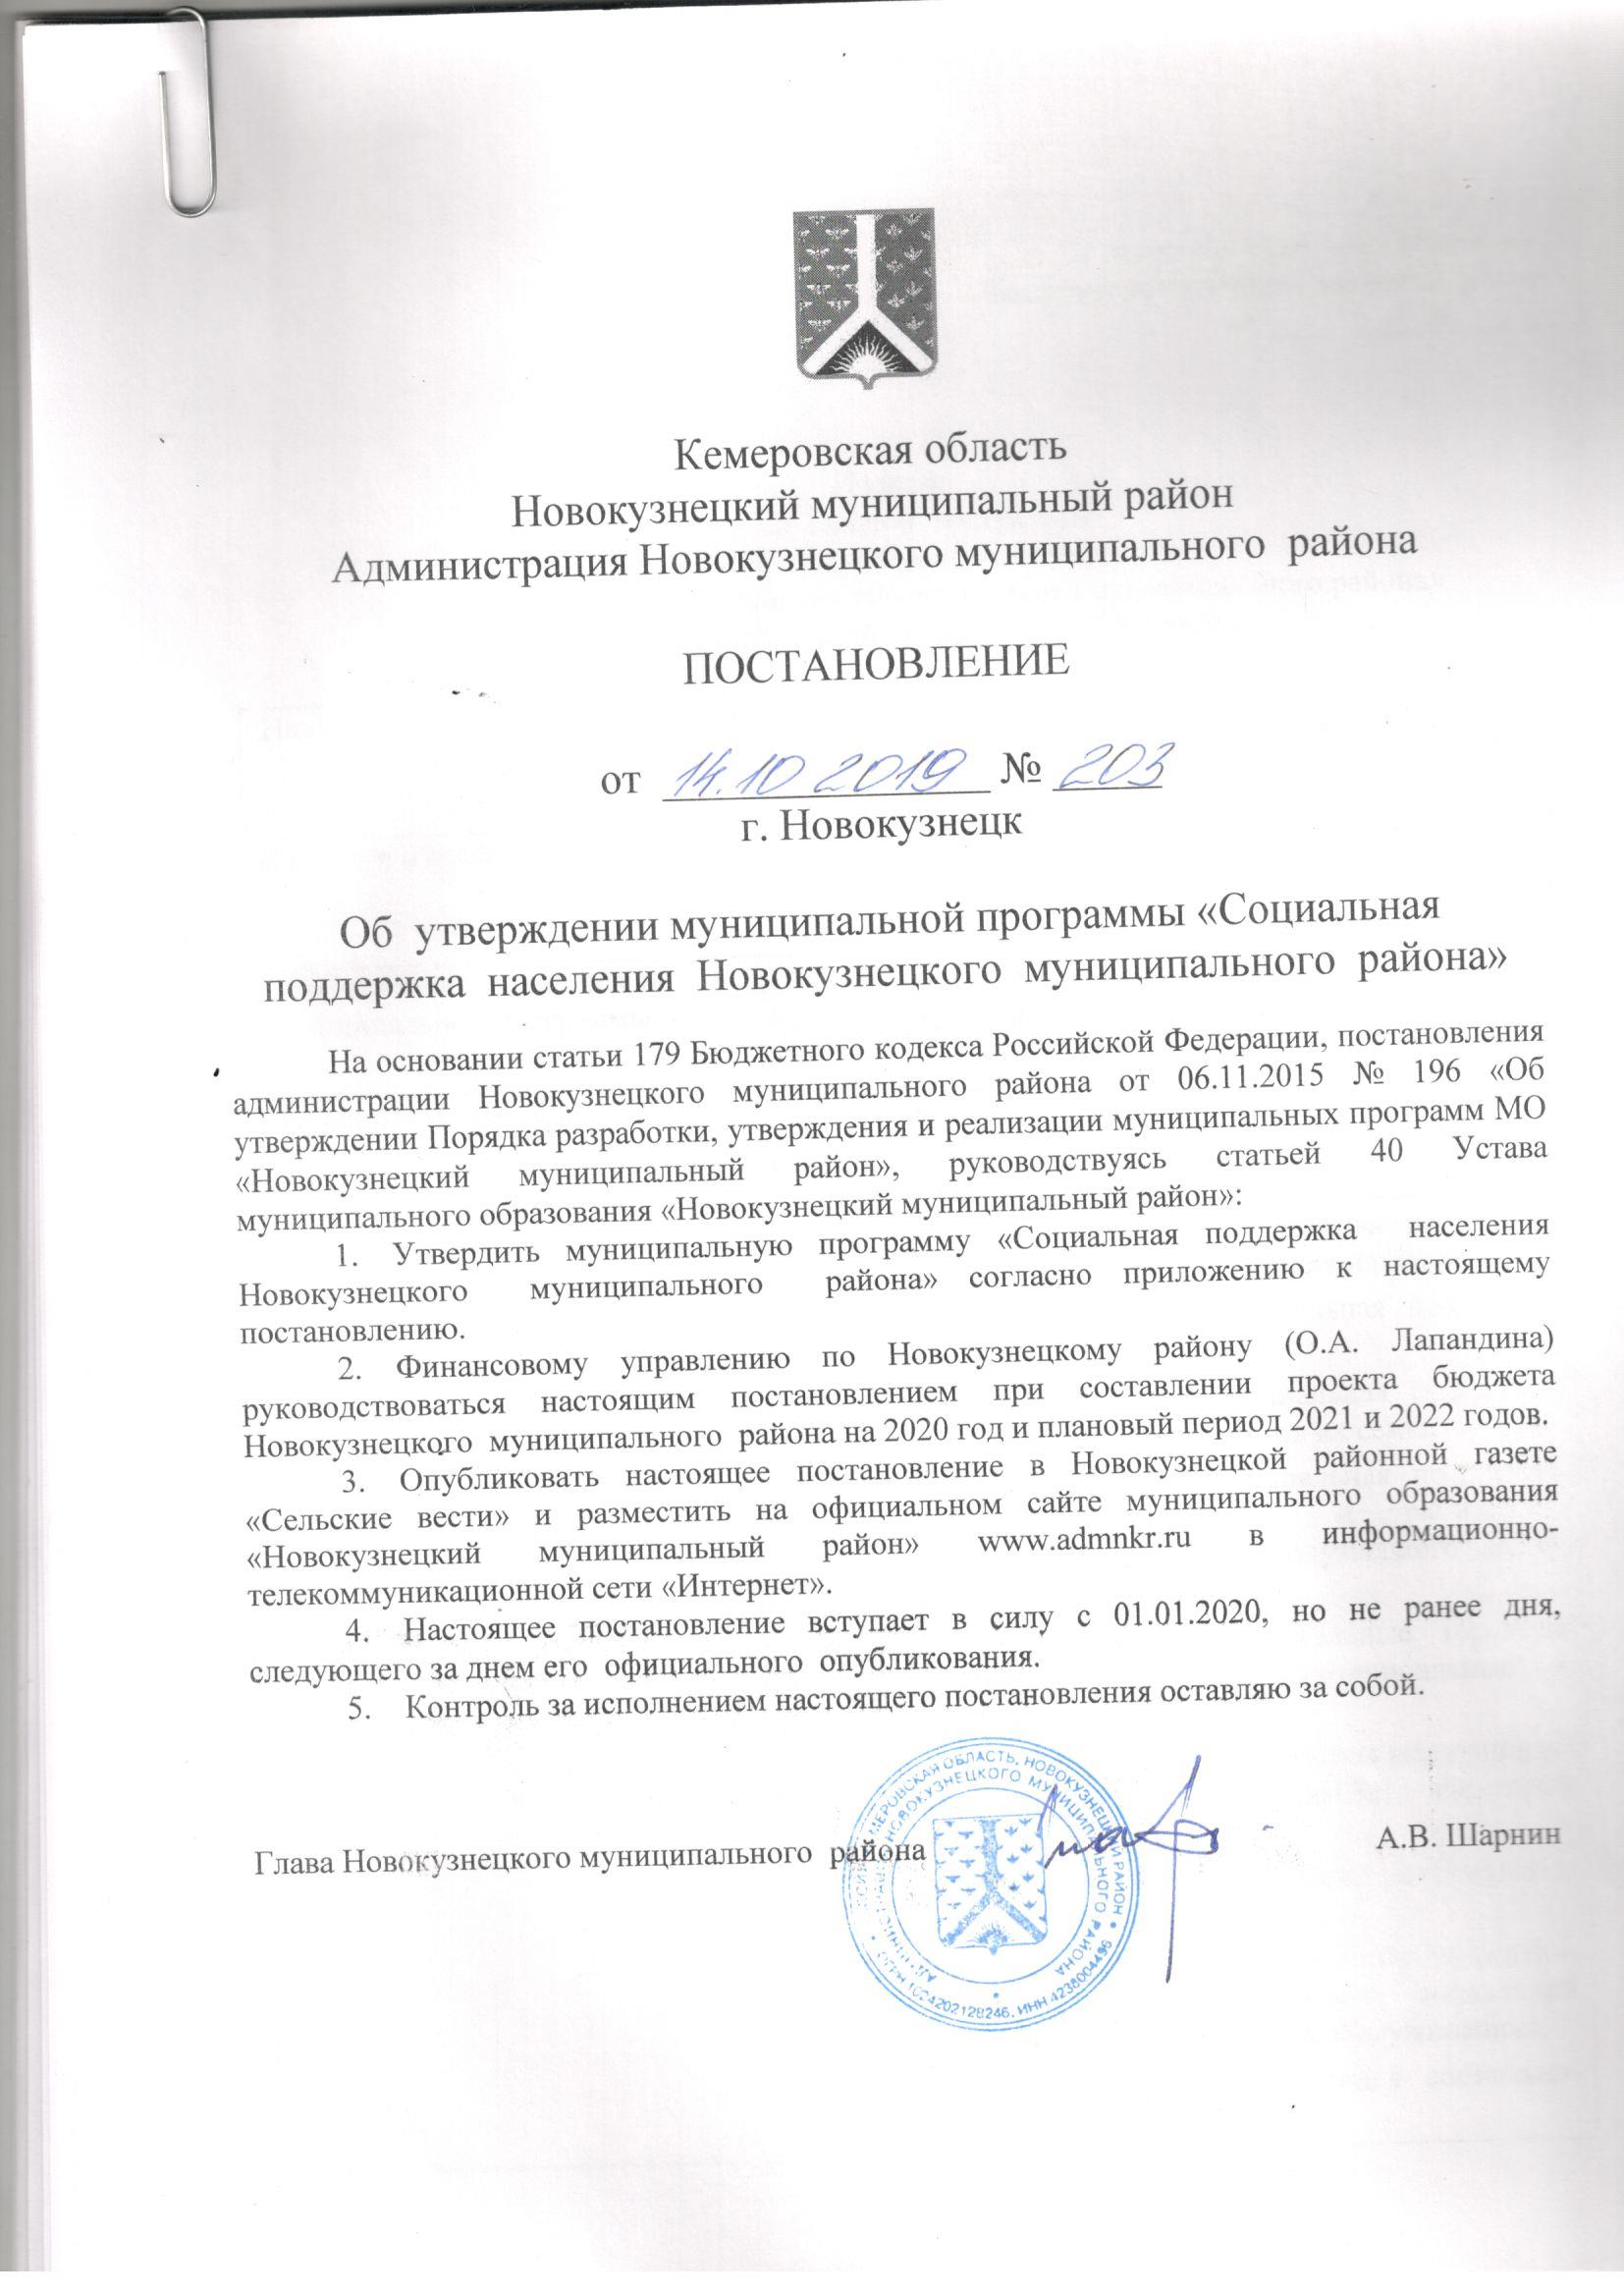 Кемеровская область
Новокузнецкий муниципальный район
Администрация Новокузнецкого муниципального района
ПОСТАНОВЛЕНИЕ
от 14.10 2019 № 203
г. Новокузнецк
Об утверждении муниципальной программы «Социальная
поддержка населения Новокузнецкого муниципального района»
На основании статьи 179 Бюджетного кодекса Российской Федерации, постановления
администрации Новокузнецкого муниципального района от 06.11.2015 № 196 «Об
утверждении Порядка разработки, утверждения и реализации муниципальных программ МО
«Новокузнецкий муниципальный район», руководствуясь статьей 40 Устава
муниципального образования «Новокузнецкий муниципальный район»:
1. Утвердить муниципальную программу «Социальная поддержка населения
Новокузнецкого муниципального района» согласно приложению к настоящему
постановлению.
2. Финансовому управлению по Новокузнецкому району (О.А. Лапандина)
руководствоваться настоящим постановлением при составлении проекта бюджета
Новокузнецкого муниципального района на 2020 год и плановый период 2021 и 2022 годов.
3. Опубликовать настоящее постановление в Новокузнецкой районной газете
«Сельские вести» и разместить на официальном сайте муниципального образования
«Новокузнецкий муниципальный район» www.admnkr.ru в информационно-
телекоммуникационной сети «Интернет».
4. Настоящее постановление вступает в силу с 01.01.2020, но не ранее дня,
следующего за днем его официального опубликования.
5. Контроль за исполнением настоящего постановления оставляю за собой.
Глава Новокузнецкого муниципального района А.В. Шарнин
ОБЛАСТЬ, НОВОКУЗНЕЦКИЙ РАЙОН
НОВОКУЗНЕЦКОГО МУНИЦИПАЛЬНОГО РАЙОНА
ИНН 4238004496